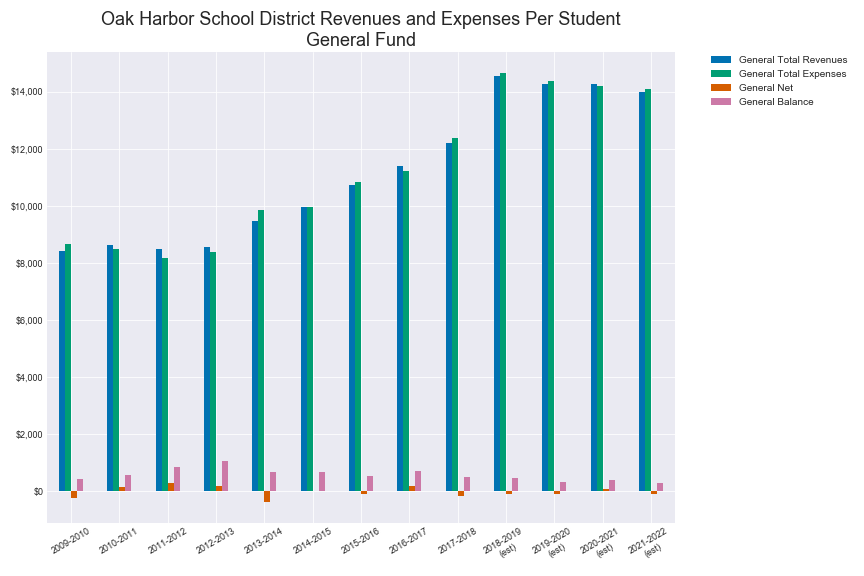 Oak Harbor School District Revenues and Expenses Per Student
General Fund
General Total Revenues
General Total Expenses
General Net
General Balance
$14,000
$12,000
$10,000
$8,000
$6,000
$4,000
$2,000
$0
2009-2010
2010-2011
2011-2012
2012-2013
2013-2014
2014-2015
2015-2016
2016-2017
2017-2018
2018-2019
(est)
2019-2020
(est)
2020-2021
(est)
2021-2022
(est)